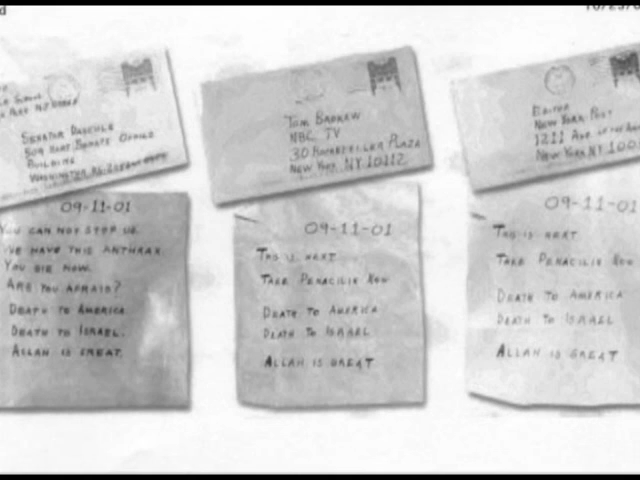 SENATOR DASCHLE
509 HART SENATE OFFICE
BUILDING
09-11-01
YOU CAN NOT STOP US.
WE HAVE THIS ANTHRAX.
YOU DIE NOW.
ARE YOU AFRAID?
DEATH TO AMERICA.
DEATH TO ISRAEL.
ALLAH IS GREAT.
TOM BROKAW
NBC TV
30 ROCKEFELLER PLAZA
NEW YORK NY 10112
09-11-01
THIS IS NEXT
TAKE PENACILIN NOW
DEATH TO AMERICA
DEATH TO ISRAEL
ALLAH IS GREAT
EDITOR
NEW YORK POST
1211 AVE. OF THE
NEW YORK NY
09-11-01
THIS IS NEXT
TAKE PENACILIN NOW
DEATH TO AMERICA
DEATH TO ISRAEL
ALLAH IS GREAT